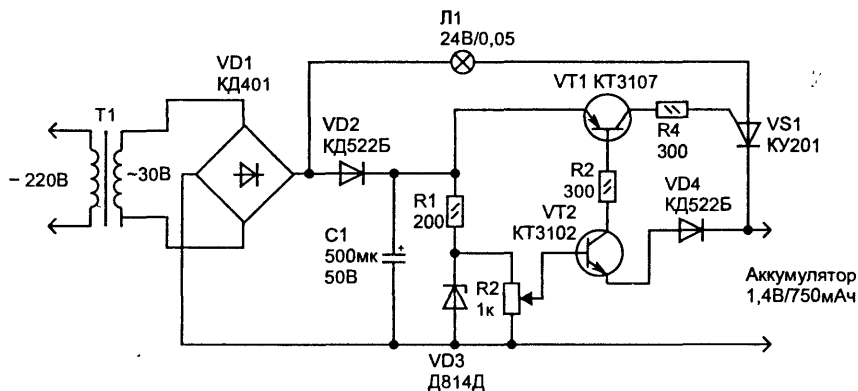 Л1
24В/0,05
VD1
КД401
VT1 КТ3107
T1
VD2
КД522Б
R4
300
VS1
КУ201
~ 220В
~30В
R1
200
R2
300
VD4
КД522Б
VT2
КТ3102
C1
500мк
50В
+
R2
1к
Аккумулятор
1,4В/750мАч
VD3
Д814Д